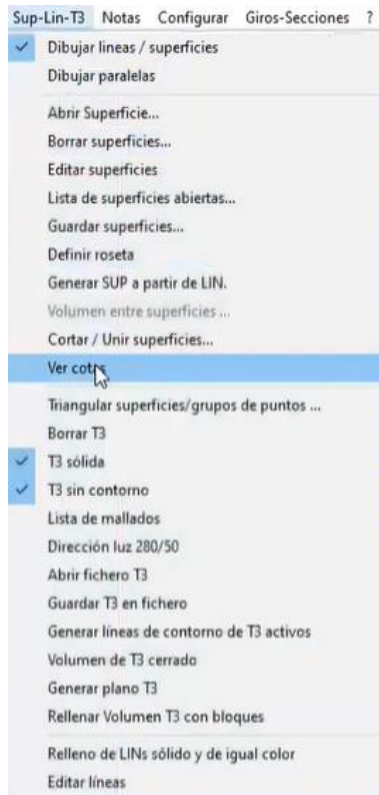 Sup-Lin-T3 Notas Configurar Giros-Secciones ?
Dibujar lineas / superficies
Dibujar paralelas
Abrir Superficie...
Borrar superficies...
Editar superficies
Lista de superficies abiertas...
Guardar superficies...
Definir roseta
Generar SUP a partir de LIN.
Volumen entre superficies ...
Cortar / Unir superficies...
Ver cotas
Triangular superficies/grupos de puntos ...
Borrar T3
T3 sólida
T3 sin contorno
Lista de mallados
Dirección luz 280/50
Abrir fichero T3
Guardar T3 en fichero
Generar líneas de contorno de T3 activos
Volumen de T3 cerrado
Generar plano T3
Rellenar Volumen T3 con bloques
Relleno de LINs sólido y de igual color
Editar líneas